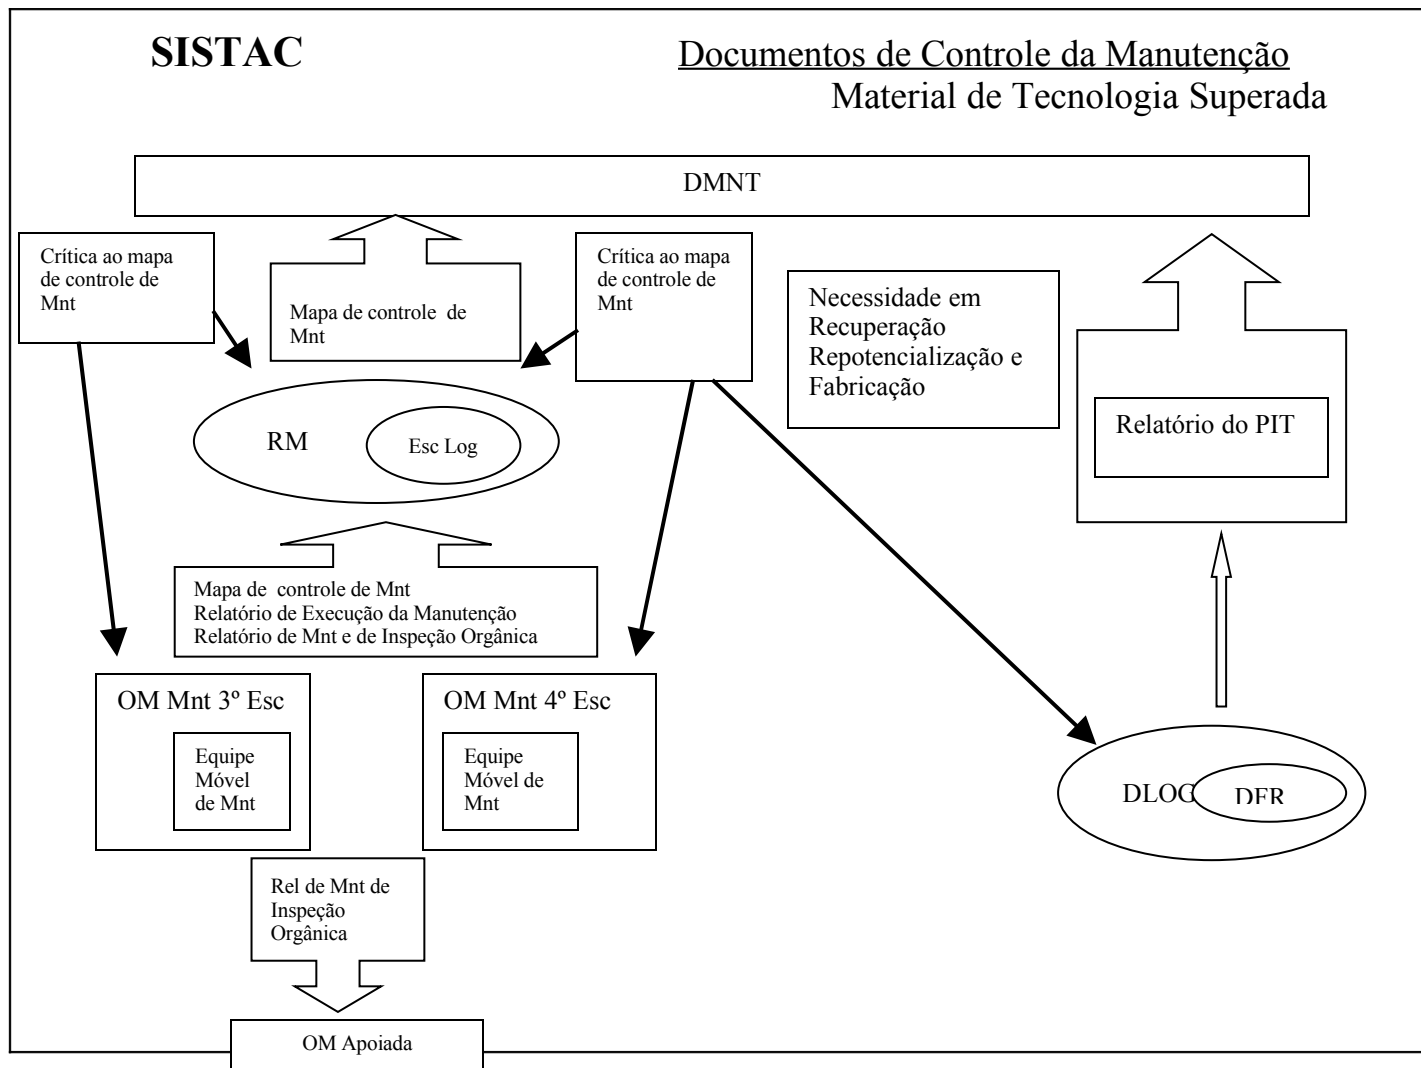 SISTAC
Documentos de Controle da Manutenção
Material de Tecnologia Superada
DMNT
Crítica ao mapa
de controle de
Mnt
Mapa de controle de
Mnt
Crítica ao mapa
de controle de
Mnt
Necessidade em
Recuperação
Repotencialização e
Fabricação
Relatório do PIT
RM
Esc Log
Mapa de controle de Mnt
Relatório de Execução da Manutenção
Relatório de Mnt e de Inspeção Orgânica
OM Mnt 3º Esc
Equipe
Móvel
de Mnt
OM Mnt 4º Esc
Equipe
Móvel de
Mnt
DLOG
Rel de Mnt de
Inspeção
Orgânica
OM Apoiada